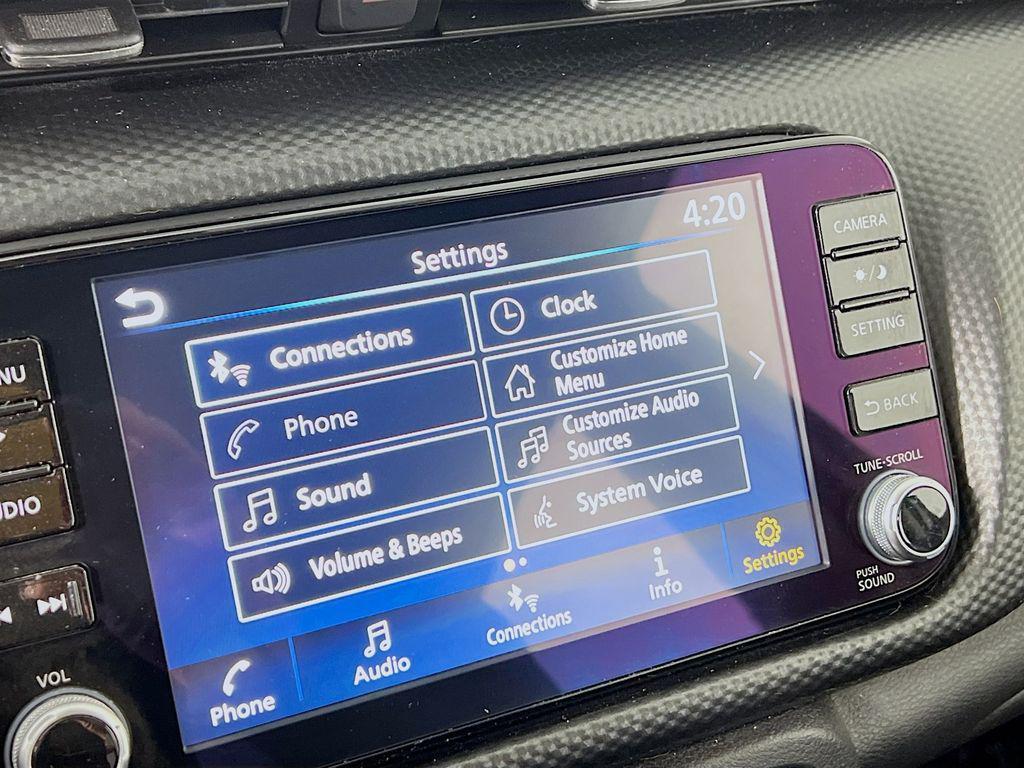 4:20
Settings
Connections
Clock
Phone
Customize Home
Menu
Sound
Customize Audio
Sources
Volume & Beeps
System Voice
Phone
Audio
Connections
Info
Settings
CAMERA
SETTING
BACK
TUNE·SCROLL
PUSH
SOUND
VOL